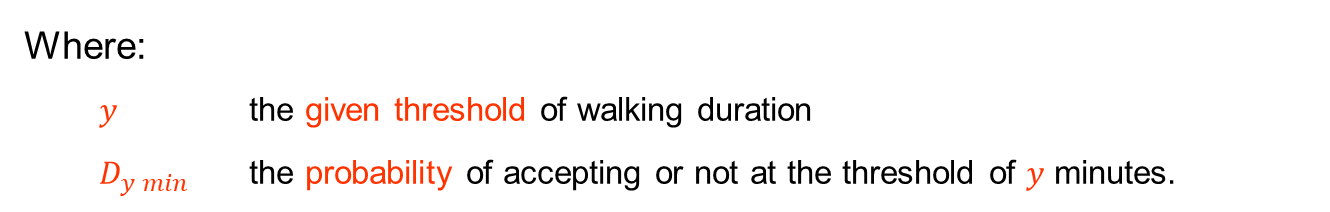 Where:
y the given threshold of walking duration
D_{y min} the probability of accepting or not at the threshold of y minutes.